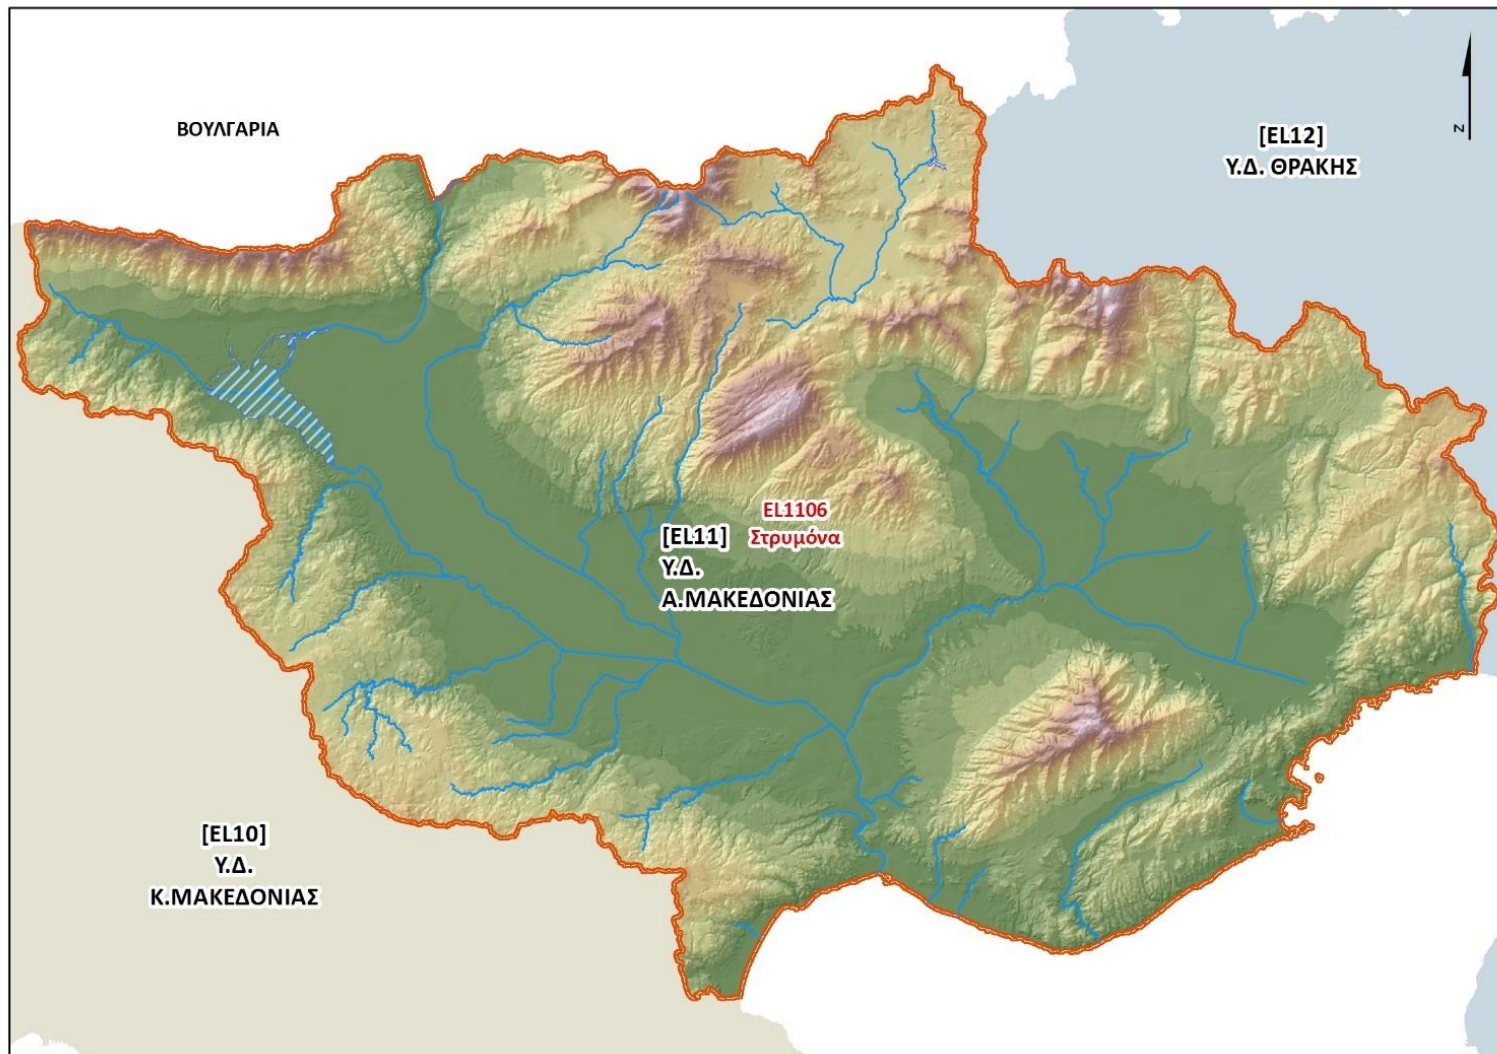 ΒΟΥΛΓΑΡΙΑ
[EL12]
Υ.Δ. ΘΡΑΚΗΣ
N
EL1106
Στρυμόνα
[EL11]
Υ.Δ.
Α.ΜΑΚΕΔΟΝΙΑΣ
[EL10]
Υ.Δ.
Κ.ΜΑΚΕΔΟΝΙΑΣ